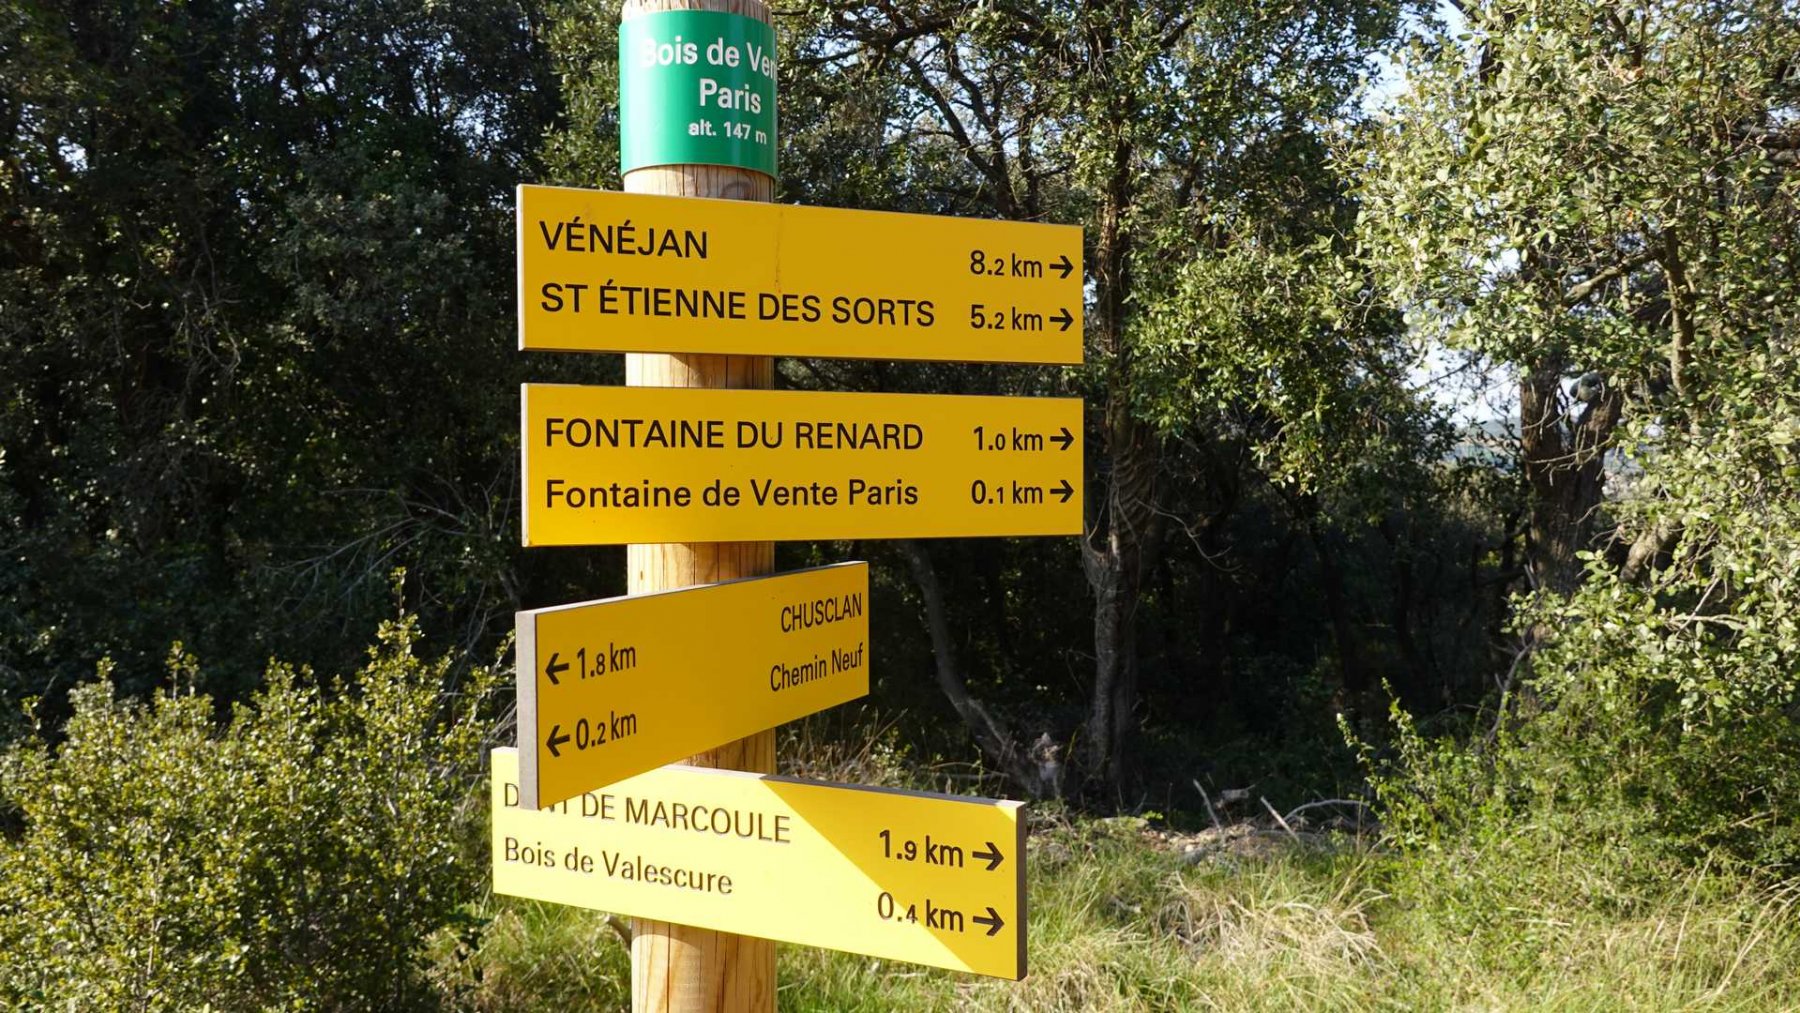 Bois de
Paris
alt. 147 m
VÉNÉJAN 8.2 km →
ST ÉTIENNE DES SORTS 5.2 km →
FONTAINE DU RENARD 1.0 km →
Fontaine de Vente Paris 0.1 km →
← 1.8 km CHUSCLAN
← 0.2 km Chemin Neuf
DE MARCOULE 1.9 km →
Bois de Valescure 0.4 km →